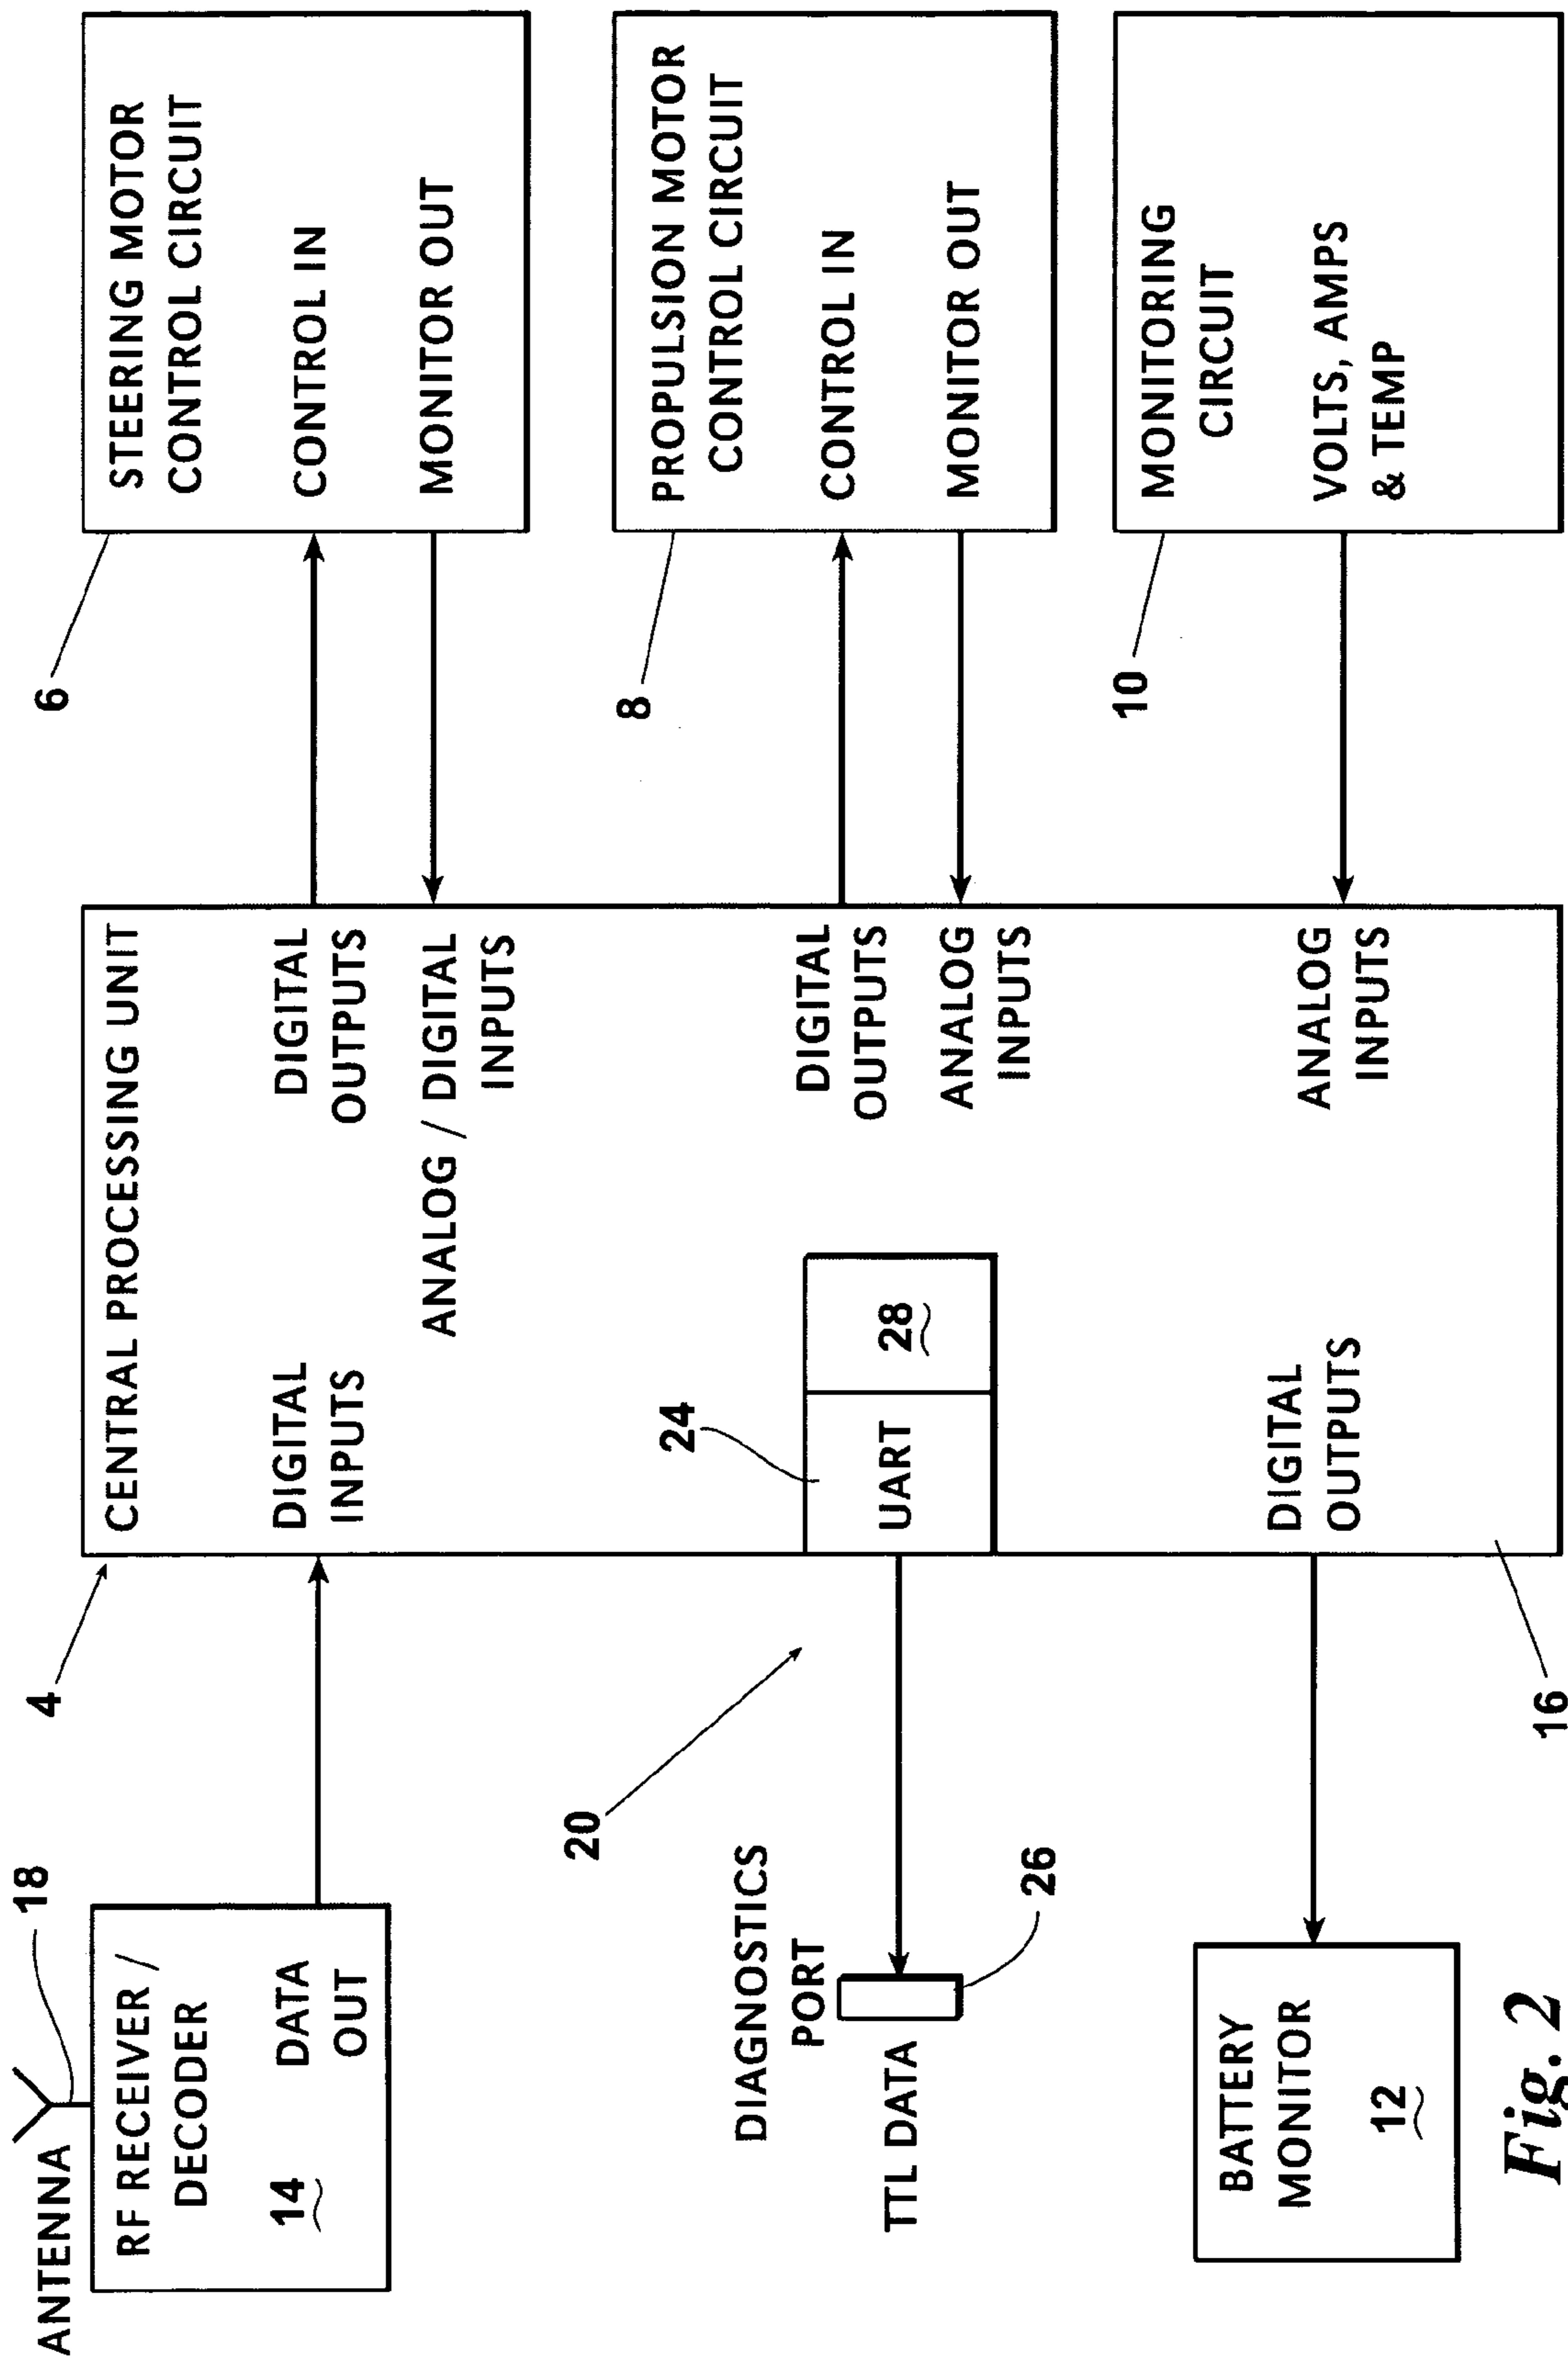 ANTENNA
18
RF RECEIVER /
DECODER
14
DATA
OUT
4
CENTRAL PROCESSING UNIT
DIGITAL
INPUTS
DIGITAL
OUTPUTS
ANALOG / DIGITAL
INPUTS
6
STEERING MOTOR
CONTROL CIRCUIT
CONTROL IN
MONITOR OUT
20
DIAGNOSTICS
PORT
TTL DATA
26
24
UART
28
DIGITAL
OUTPUTS
ANALOG
INPUTS
8
PROPULSION MOTOR
CONTROL CIRCUIT
CONTROL IN
MONITOR OUT
BATTERY
MONITOR
12
DIGITAL
OUTPUTS
ANALOG
INPUTS
10
MONITORING
CIRCUIT
VOLTS, AMPS
& TEMP
16
Fig. 2